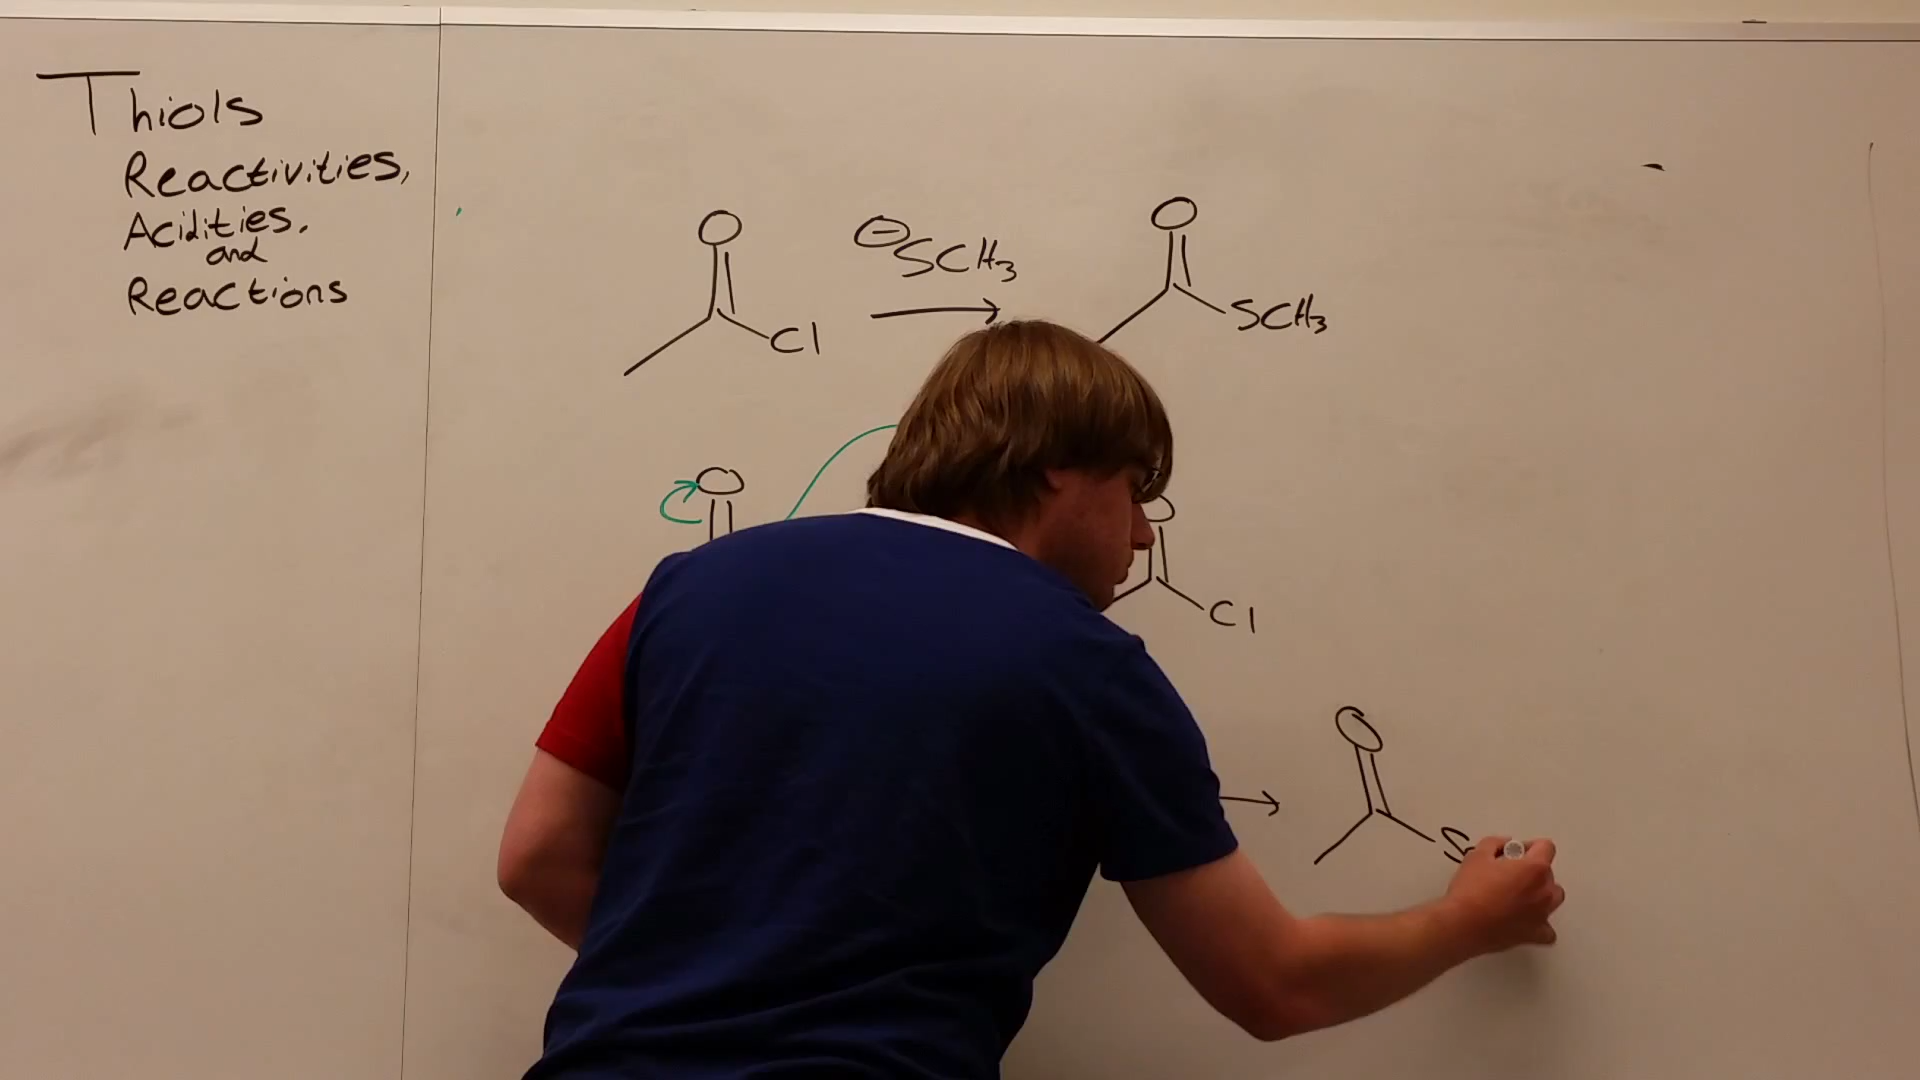 Thiols
Reactivities,
Acidities,
and
Reactions
O
⊖SCH₃
Cl
O
SCH₃
O
O
Cl
O
S